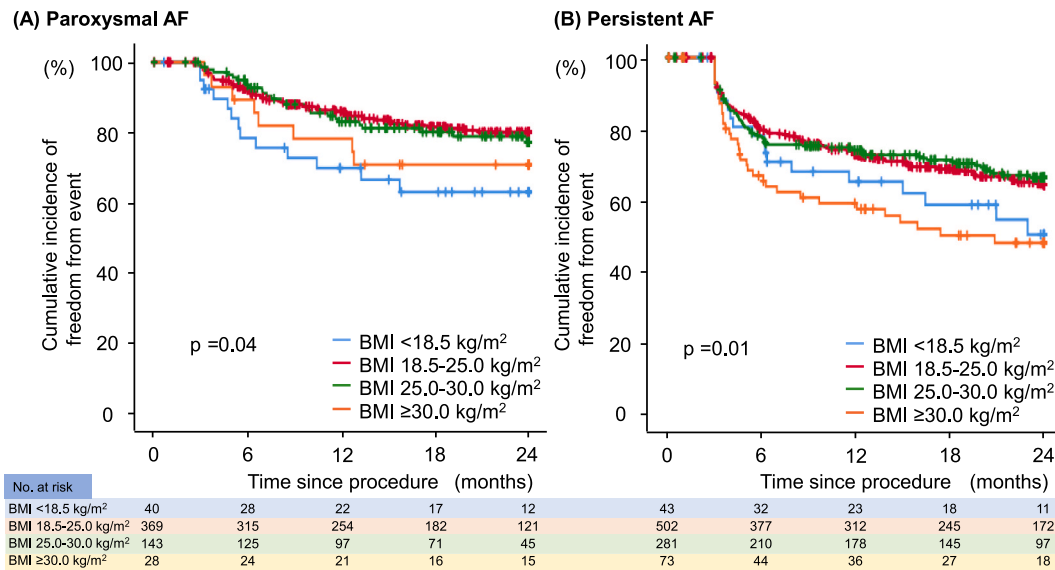 (A) Paroxysmal AF
(%)
100
80
60
40
20
0
Cumulative incidence of
freedom from event
p =0.04
BMI <18.5 kg/m²
BMI 18.5-25.0 kg/m²
BMI 25.0-30.0 kg/m²
BMI ≥30.0 kg/m²
0 6 12 18 24
Time since procedure (months)
(B) Persistent AF
(%)
100
80
60
40
20
0
Cumulative incidence of
freedom from event
p =0.01
BMI <18.5 kg/m²
BMI 18.5-25.0 kg/m²
BMI 25.0-30.0 kg/m²
BMI ≥30.0 kg/m²
0 6 12 18 24
Time since procedure (months)
No. at risk
BMI <18.5 kg/m² 40 28 22 17 12 43 32 23 18 11
BMI 18.5-25.0 kg/m² 369 315 254 182 121 502 377 312 245 172
BMI 25.0-30.0 kg/m² 143 125 97 71 45 281 210 178 145 97
BMI ≥30.0 kg/m² 28 24 21 16 15 73 44 36 27 18